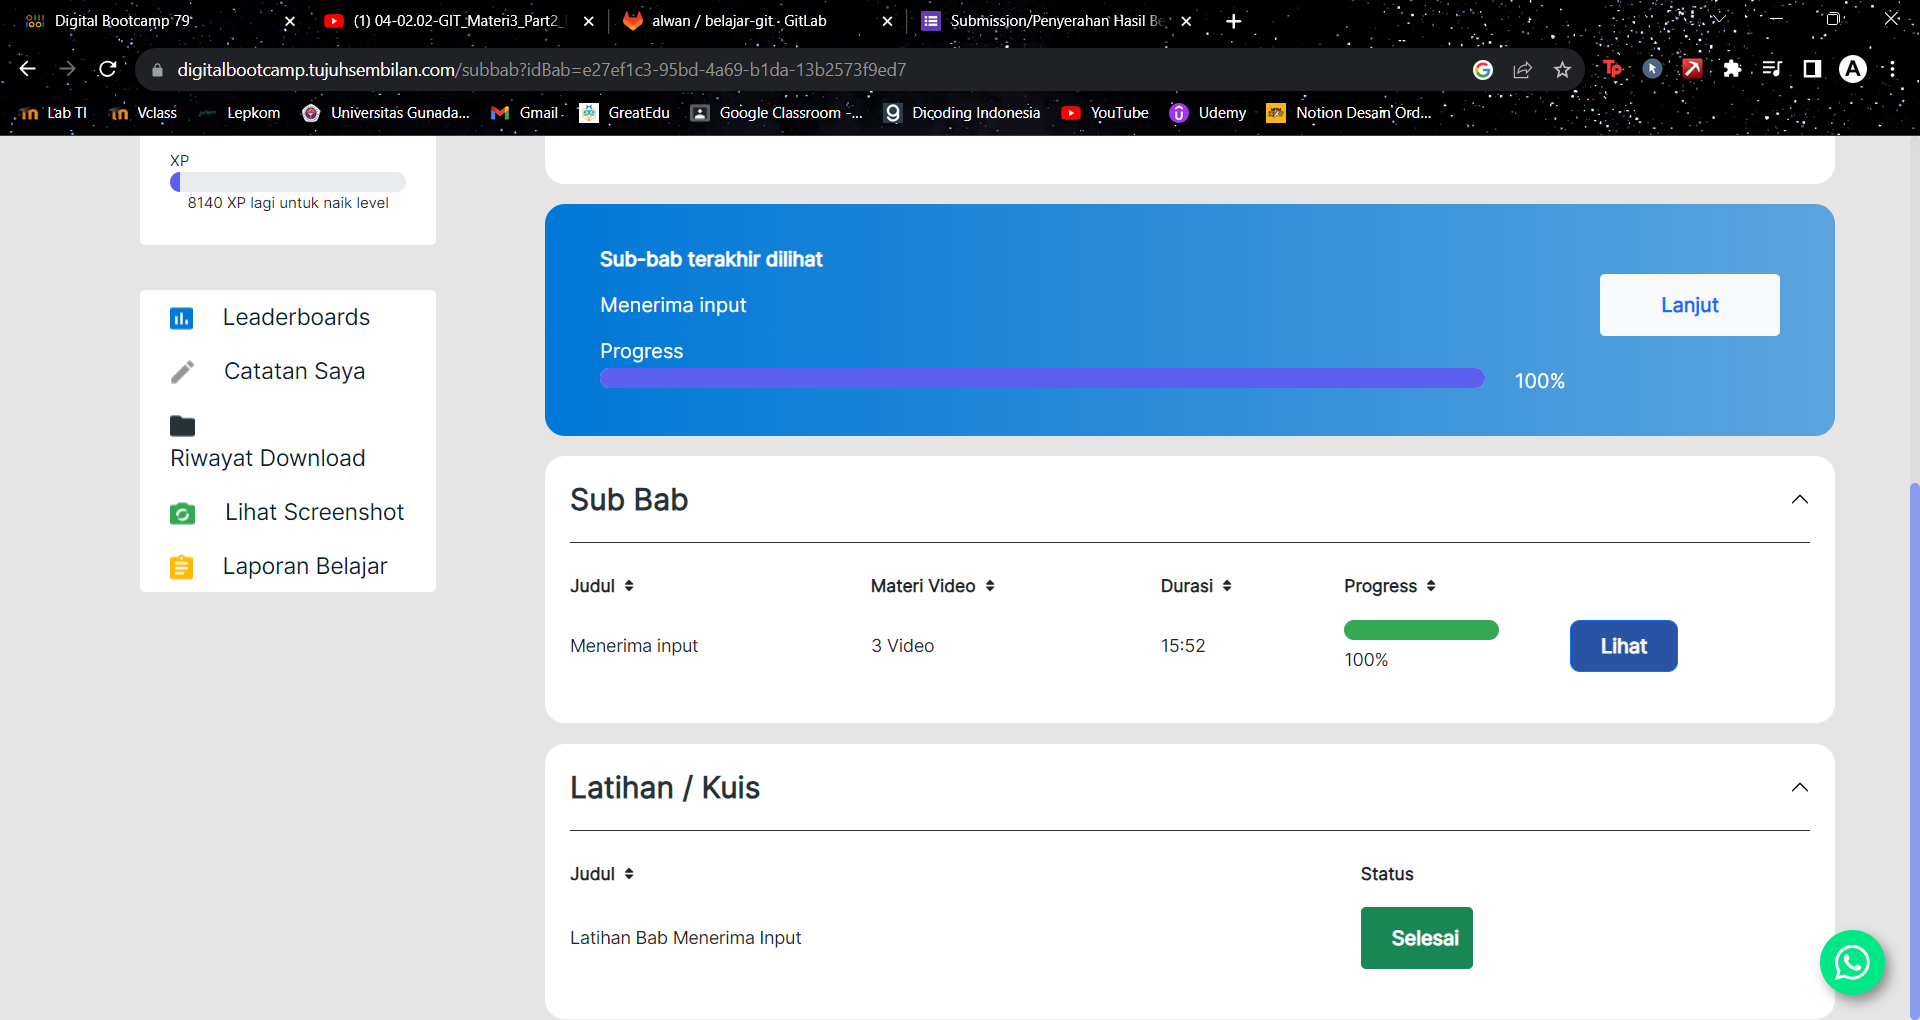 Digital Bootcamp 79
(1) 04-02.02-GIT_Materi3_Part2_
alwan / belajar-git · GitLab
Submission/Penyerahan Hasil Be
digitalbootcamp.tujuhsembilan.com/subbab?idBab=e27ef1c3-95bd-4a69-b1da-13b2573f9ed7
Lab TI
Vclass
Lepkom
Universitas Gunada...
Gmail
GreatEdu
Google Classroom -...
Dicoding Indonesia
YouTube
Udemy
Notion Desain Ord...
XP
8140 XP lagi untuk naik level
Leaderboards
Catatan Saya
Riwayat Download
Lihat Screenshot
Laporan Belajar
Sub-bab terakhir dilihat
Menerima input
Progress
100%
Lanjut
Sub Bab
Judul Materi Video Durasi Progress
Menerima input 3 Video 15:52 100% Lihat
Latihan / Kuis
Judul Status
Latihan Bab Menerima Input Selesai